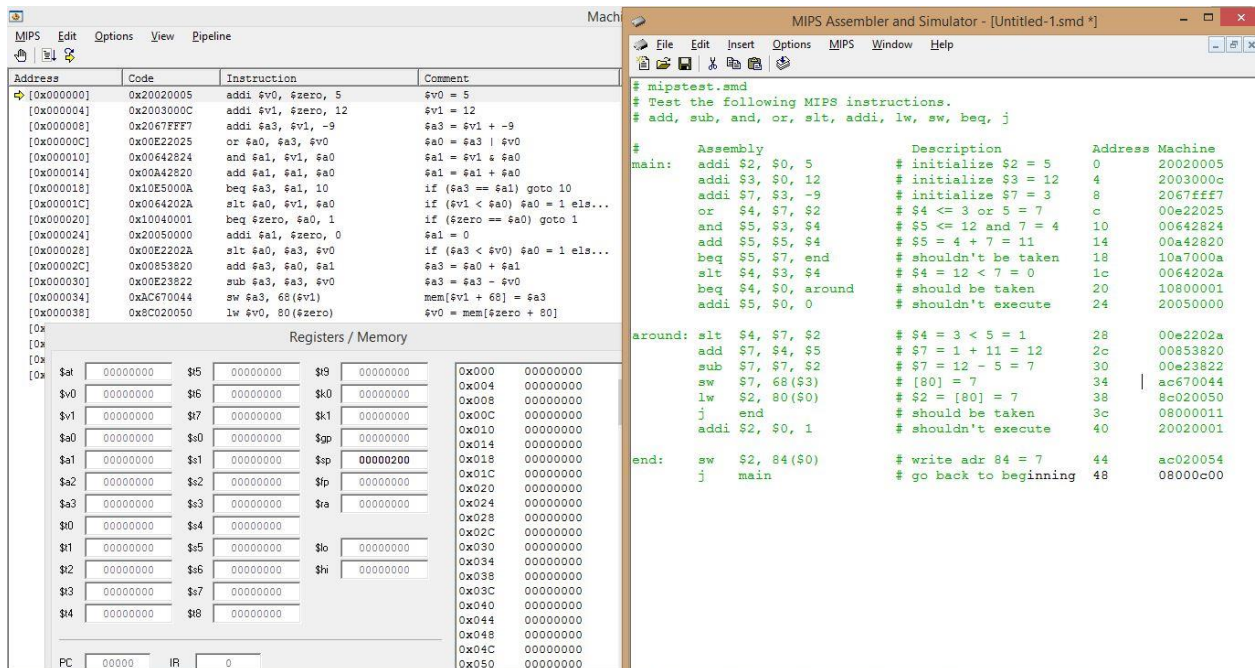 Machi
MIPS Edit Options View Pipeline
Address Code Instruction Comment
[0x000000] 0x20020005 addi $v0, $zero, 5 $v0 = 5
[0x000004] 0x2003000C addi $v1, $zero, 12 $v1 = 12
[0x000008] 0x2067FFF7 addi $a3, $v1, -9 $a3 = $v1 + -9
[0x00000C] 0x00E22025 or $a0, $a3, $v0 $a0 = $a3 | $v0
[0x000010] 0x00642824 and $a1, $v1, $a0 $a1 = $v1 & $a0
[0x000014] 0x00A42820 add $a1, $a1, $a0 $a1 = $a1 + $a0
[0x000018] 0x10E5000A beq $a3, $a1, 10 if ($a3 == $a1) goto 10
[0x00001C] 0x0064202A slt $a0, $v1, $a0 if ($v1 < $a0) $a0 = 1 els...
[0x000020] 0x10040001 beq $zero, $a0, 1 if ($zero == $a0) goto 1
[0x000024] 0x20050000 addi $a1, $zero, 0 $a1 = 0
[0x000028] 0x00E2202A slt $a0, $a3, $v0 if ($a3 < $v0) $a0 = 1 els...
[0x00002C] 0x00853820 add $a3, $a0, $a1 $a3 = $a0 + $a1
[0x000030] 0x00E23822 sub $a3, $a3, $v0 $a3 = $a3 - $v0
[0x000034] 0xAC670044 sw $a3, 68($v1) mem[$v1 + 68] = $a3
[0x000038] 0x8C020050 lw $v0, 80($zero) $v0 = mem[$zero + 80]
[0x
[0x
[0x
[0x
Registers / Memory
$at 00000000 $t5 00000000 $t9 00000000
$v0 00000000 $t6 00000000 $k0 00000000
$v1 00000000 $t7 00000000 $k1 00000000
$a0 00000000 $s0 00000000 $gp 00000000
$a1 00000000 $s1 00000000 $sp 00000200
$a2 00000000 $s2 00000000 $fp 00000000
$a3 00000000 $s3 00000000 $ra 00000000
$t0 00000000 $s4 00000000
$t1 00000000 $s5 00000000 $lo 00000000
$t2 00000000 $s6 00000000 $hi 00000000
$t3 00000000 $s7 00000000
$t4 00000000 $t8 00000000
PC 00000 IR 0
0x000 00000000
0x004 00000000
0x008 00000000
0x00C 00000000
0x010 00000000
0x014 00000000
0x018 00000000
0x01C 00000000
0x020 00000000
0x024 00000000
0x028 00000000
0x02C 00000000
0x030 00000000
0x034 00000000
0x038 00000000
0x03C 00000000
0x040 00000000
0x044 00000000
0x048 00000000
0x04C 00000000
0x050 00000000
MIPS Assembler and Simulator - [Untitled-1.smd *]
File Edit Insert Options MIPS Window Help
# mipstest.smd
# Test the following MIPS instructions.
# add, sub, and, or, slt, addi, lw, sw, beq, j
# Assembly Description Address Machine
main: addi $2, $0, 5 # initialize $2 = 5 0 20020005
addi $3, $0, 12 # initialize $3 = 12 4 2003000c
addi $7, $3, -9 # initialize $7 = 3 8 2067fff7
or $4, $7, $2 # $4 <= 3 or 5 = 7 c 00e22025
and $5, $3, $4 # $5 <= 12 and 7 = 4 10 00642824
add $5, $5, $4 # $5 = 4 + 7 = 11 14 00a42820
beq $5, $7, end # shouldn't be taken 18 10a7000a
slt $4, $3, $4 # $4 = 12 < 7 = 0 1c 0064202a
beq $4, $0, around # should be taken 20 10800001
addi $5, $0, 0 # shouldn't execute 24 20050000
around: slt $4, $7, $2 # $4 = 3 < 5 = 1 28 00e2202a
add $7, $4, $5 # $7 = 1 + 11 = 12 2c 00853820
sub $7, $7, $2 # $7 = 12 - 5 = 7 30 00e23822
sw $7, 68($3) # [80] = 7 34 ac670044
lw $2, 80($0) # $2 = [80] = 7 38 8c020050
j end # should be taken 3c 08000011
addi $2, $0, 1 # shouldn't execute 40 20020001
end: sw $2, 84($0) # write adr 84 = 7 44 ac020054
j main # go back to beginning 48 08000c00